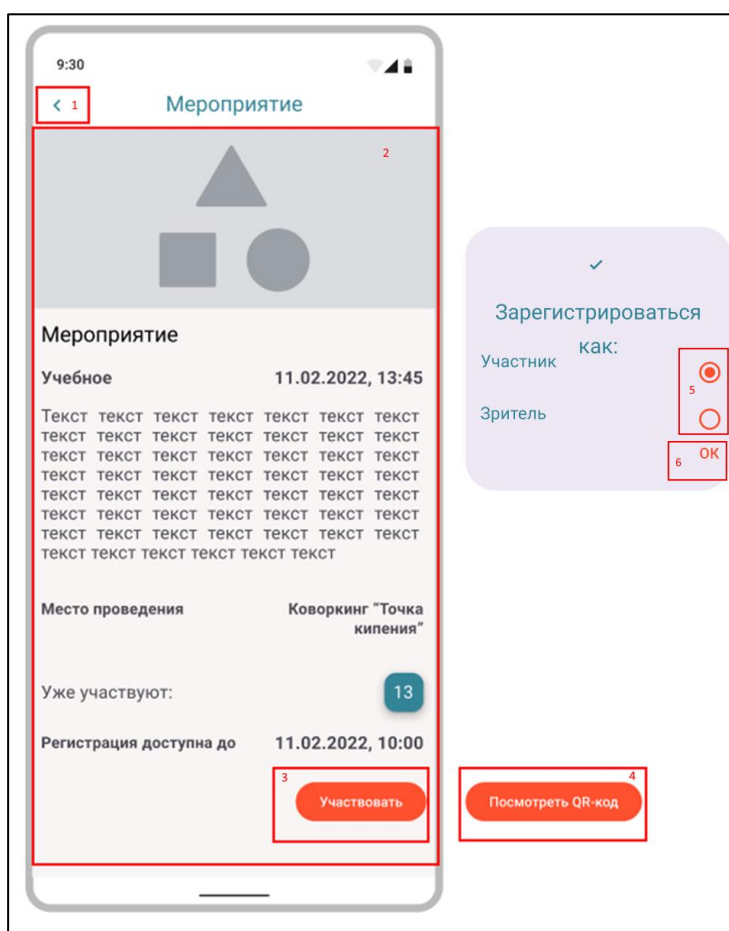 9:30
1
Мероприятие
2
Мероприятие
Учебное 11.02.2022, 13:45
Текст текст текст текст текст текст текст
текст текст текст текст текст текст текст
текст текст текст текст текст текст текст
текст текст текст текст текст текст текст
текст текст текст текст текст текст текст
текст текст текст текст текст текст текст
текст текст текст текст текст текст текст
текст текст текст текст текст текст
Место проведения Коворкинг “Точка
кипения”
Уже участвуют: 13
Регистрация доступна до 11.02.2022, 10:00
3
Участвовать
4
Посмотреть QR-код
Зарегистрироваться
как:
Участник
5
Зритель
6
ОК